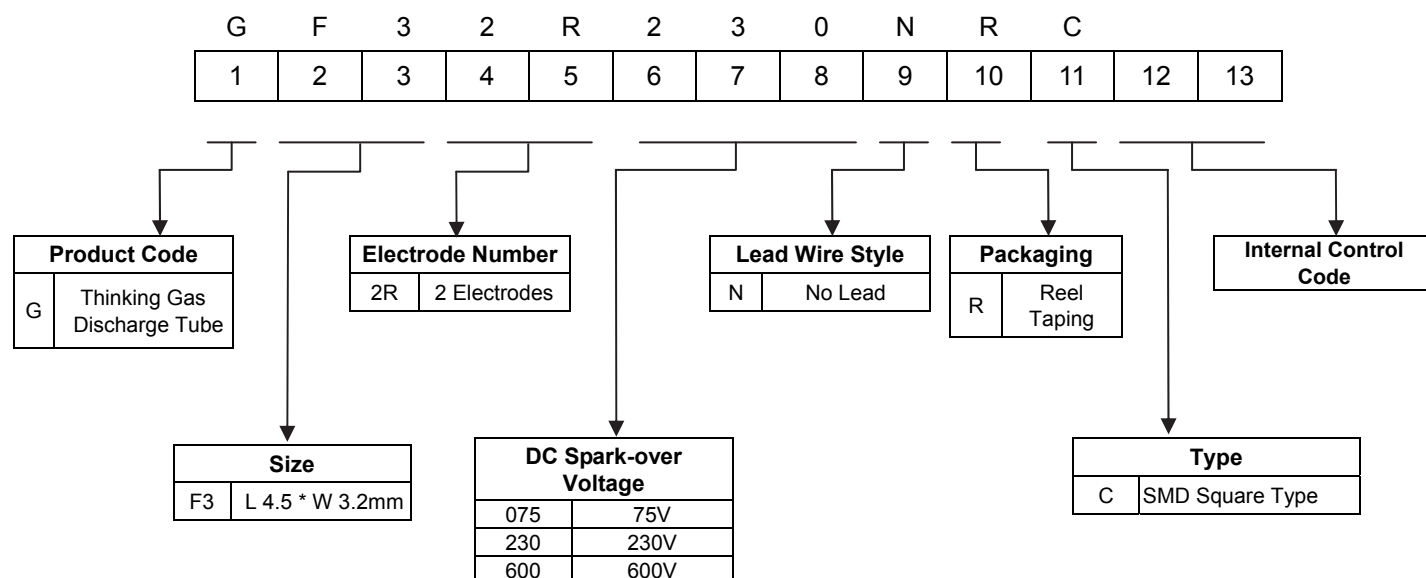 G F 3 2 R 2 3 0 N R C
1 2 3 4 5 6 7 8 9 10 11 12 13
Product Code
G Thinking Gas
Discharge Tube
Electrode Number
2R 2 Electrodes
Lead Wire Style
N No Lead
Packaging
R Reel
Taping
Internal Control
Code
Size
F3 L 4.5 * W 3.2mm
DC Spark-over
Voltage
075 75V
230 230V
600 600V
Type
C SMD Square Type